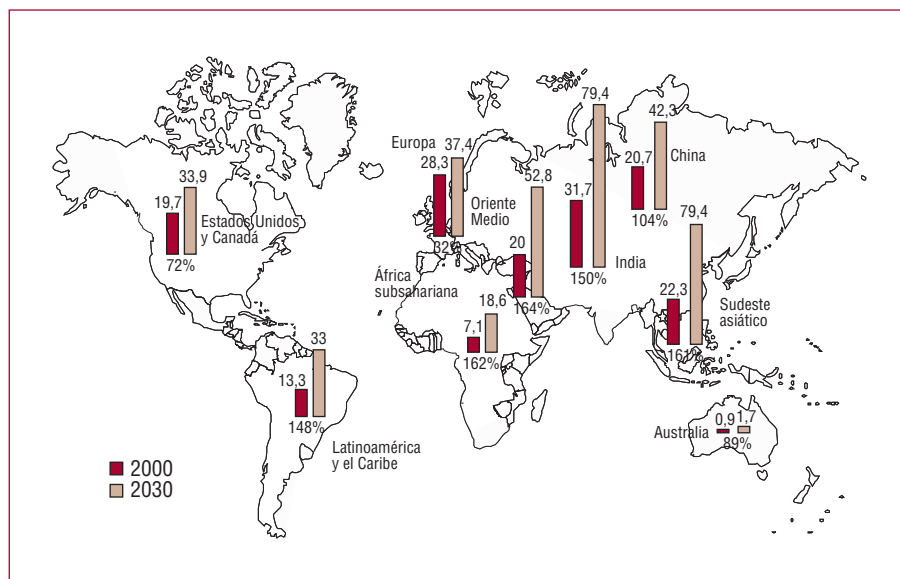 79,4
42,3
Europa
37,4
28,3
20,7
China
52,8
33,9
19,7
Estados Unidos
y Canadá
72%
Oriente
Medio
32%
31,7
104%
79,4
20
India
150%
África
subsahariana
164%
18,6
7,1
162%
22,3
Sudeste
asiático
161%
33
13,3
148%
Latinoamérica
y el Caribe
Australia
0,9
1,7
89%
2000
2030